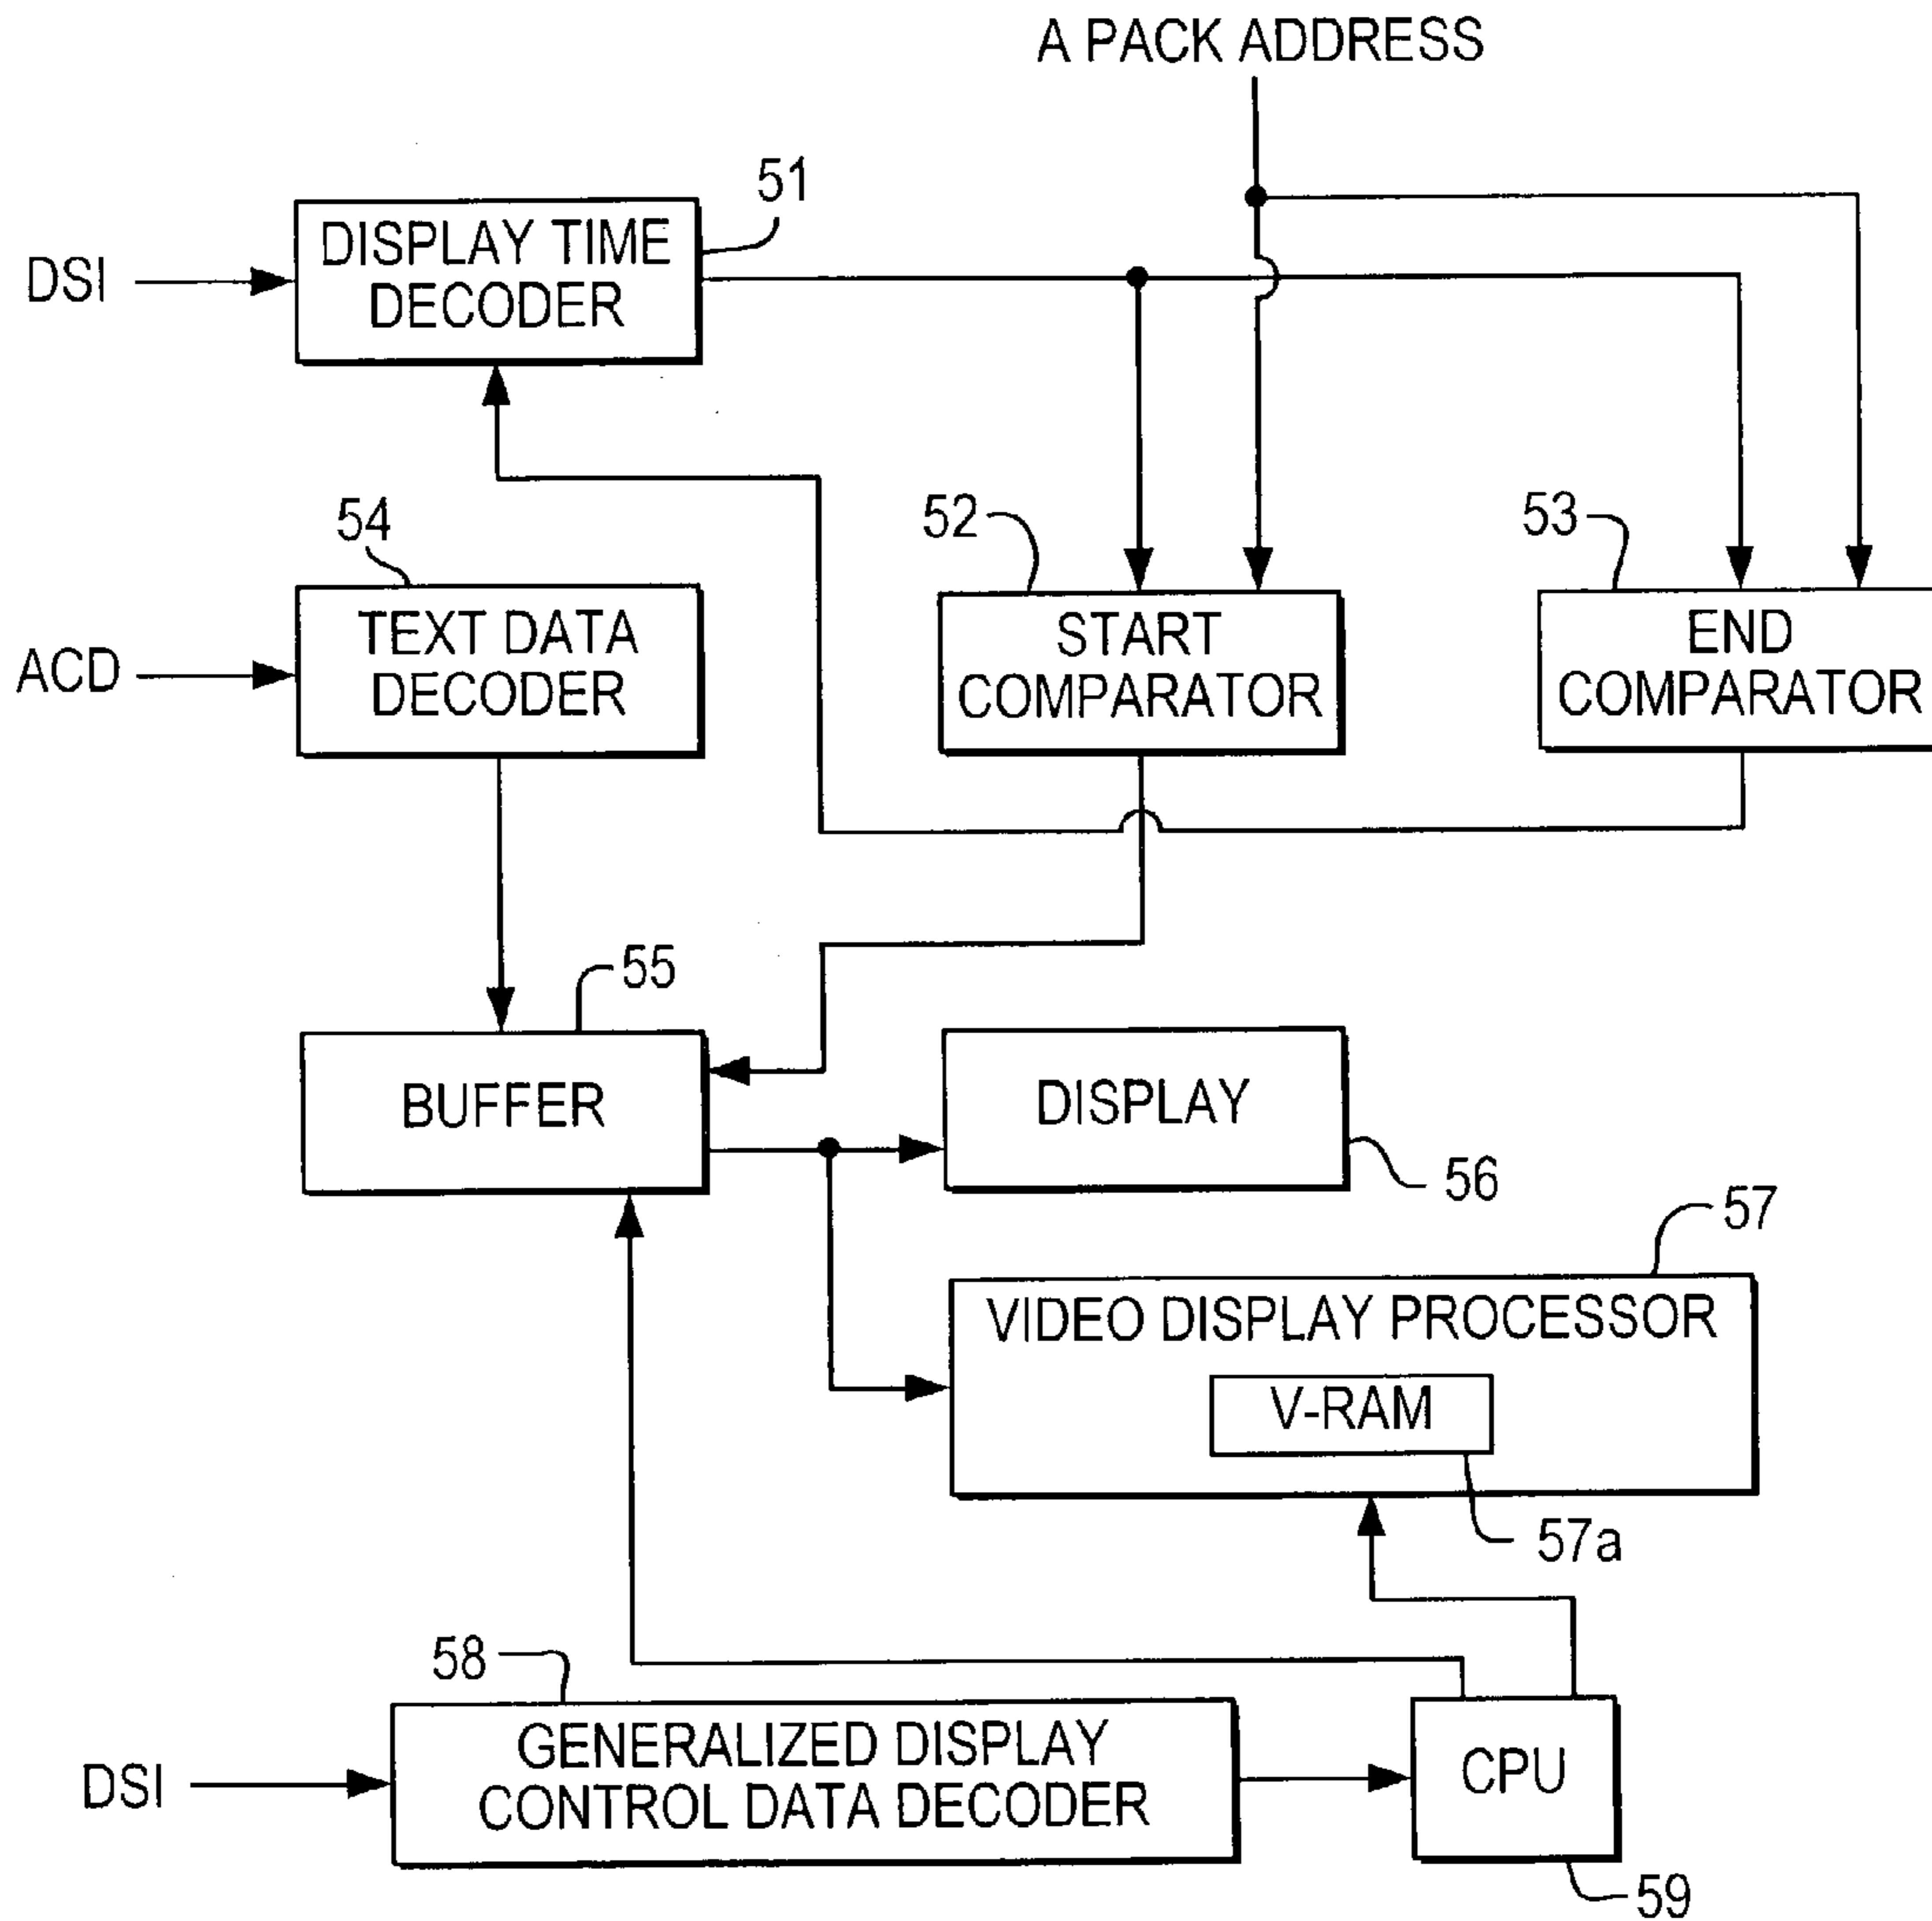 A PACK ADDRESS
51
DISPLAY TIME
DECODER
DSI
54
52
53
TEXT DATA
DECODER
ACD
START
COMPARATOR
END
COMPARATOR
55
BUFFER
DISPLAY
56
57
VIDEO DISPLAY PROCESSOR
V-RAM
57a
58
GENERALIZED DISPLAY
CONTROL DATA DECODER
DSI
CPU
59